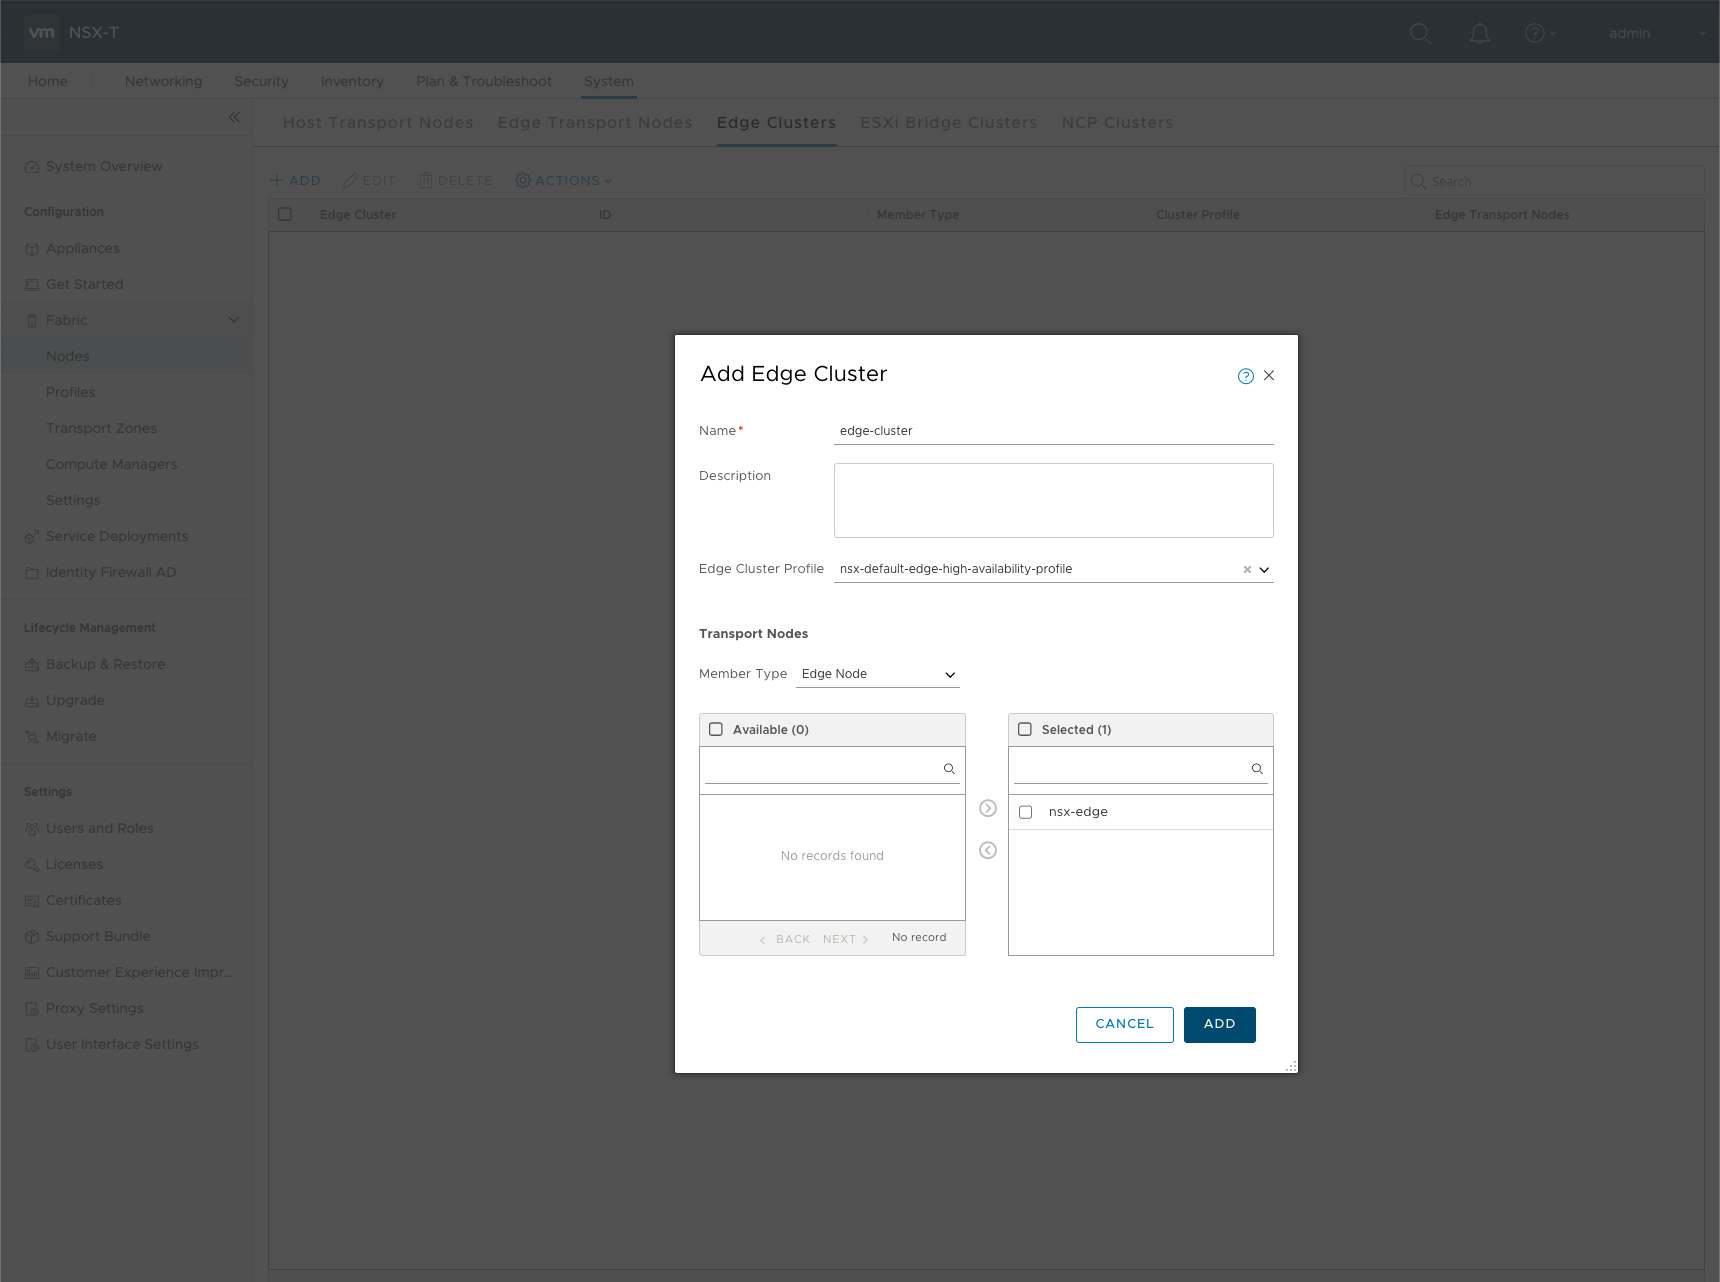 vm NSX-T
admin
Home Networking Security Inventory Plan & Troubleshoot System
Host Transport Nodes Edge Transport Nodes Edge Clusters ESXi Bridge Clusters NCP Clusters
System Overview
Configuration
Appliances
Get Started
Fabric
Nodes
Profiles
Transport Zones
Compute Managers
Settings
Service Deployments
Identity Firewall AD
Lifecycle Management
Backup & Restore
Upgrade
Migrate
Settings
Users and Roles
Licenses
Certificates
Support Bundle
Customer Experience Impr...
Proxy Settings
User Interface Settings
+ ADD EDIT DELETE ACTIONS
Search
Edge Cluster ID Member Type Cluster Profile Edge Transport Nodes
Add Edge Cluster
Name* edge-cluster
Description
Edge Cluster Profile nsx-default-edge-high-availability-profile
Transport Nodes
Member Type Edge Node
Available (0)
No records found
BACK NEXT No record
Selected (1)
nsx-edge
CANCEL ADD